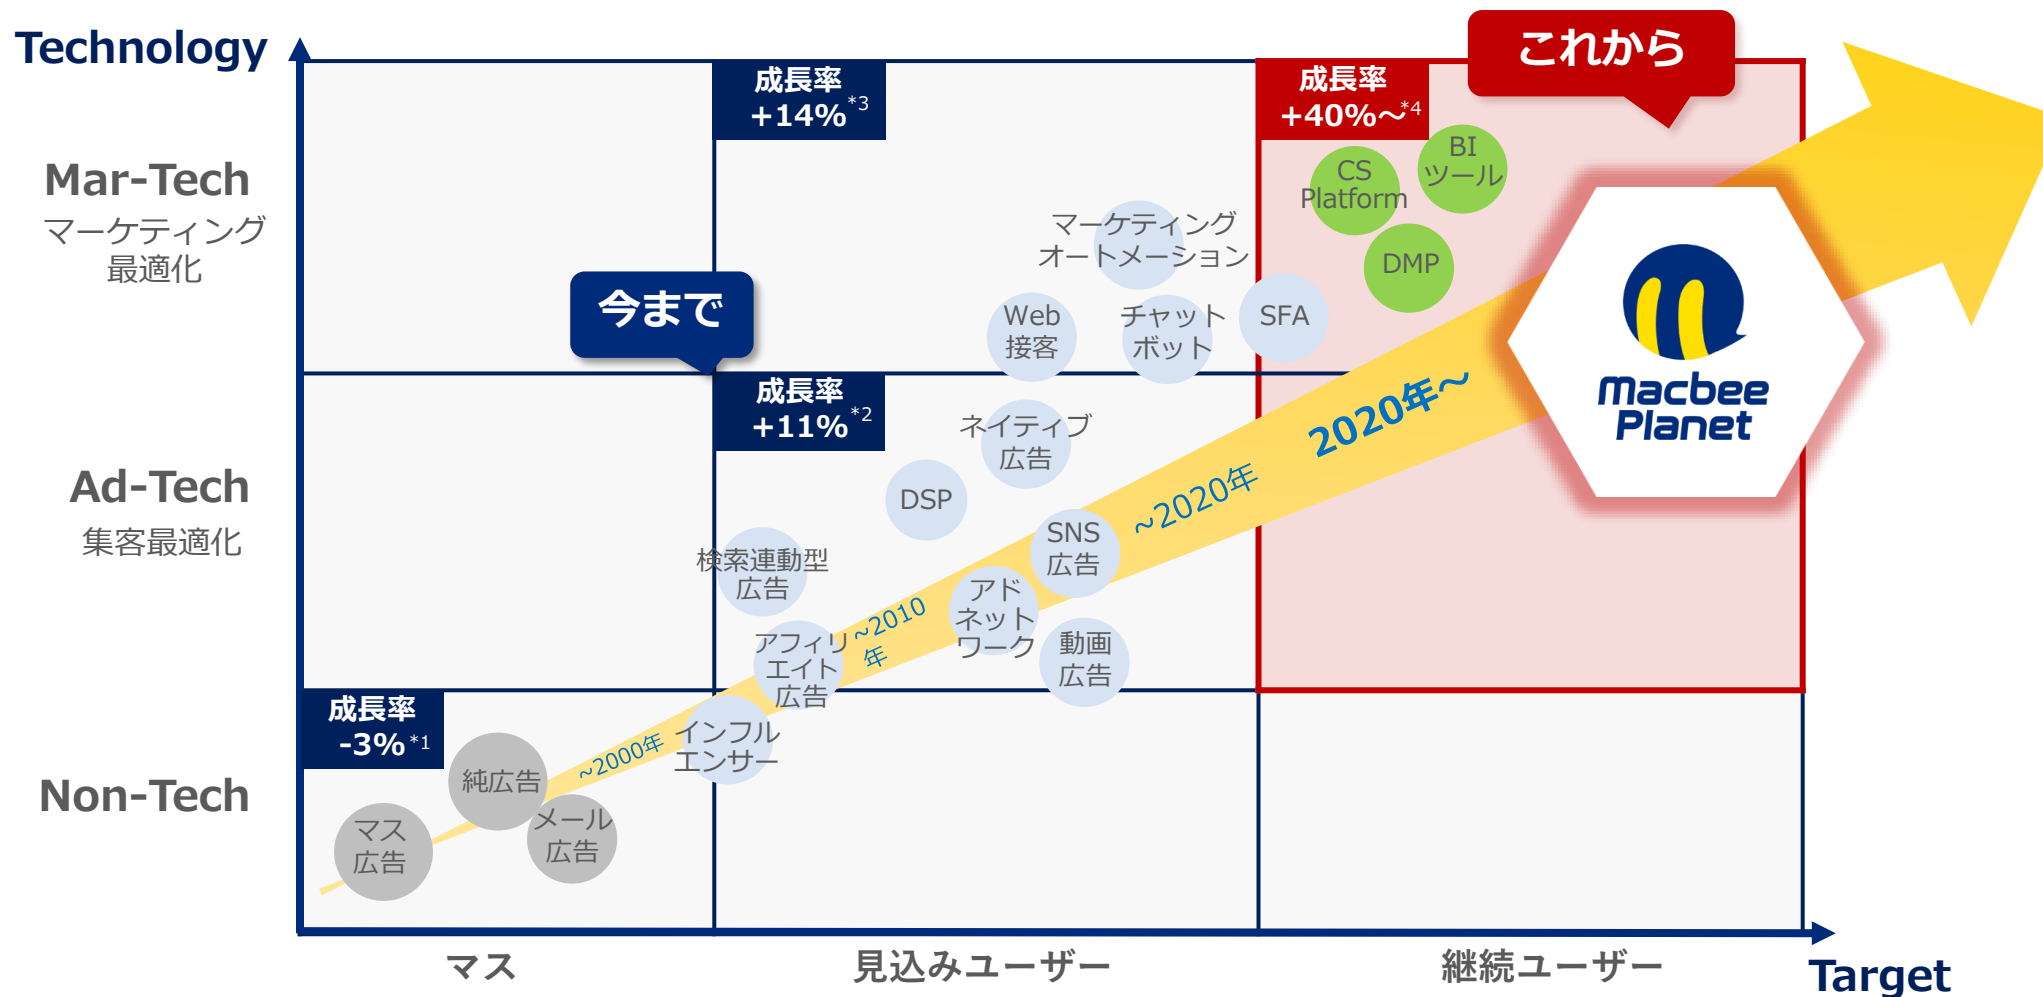 Technology
これから
成長率
+14%*3
成長率
+40%～*4
Mar-Tech
マーケティング
最適化
BI
ツール
CS
Platform
DMP
マーケティング
オートメーション
今まで
Web
接客
チャット
ボット
SFA
macbee
Planet
成長率
+11%*2
2020年～
~2020年
Ad-Tech
集客最適化
ネイティブ
広告
DSP
SNS
広告
検索連動型
広告
アド
ネット
ワーク
~2010
年
アフィリ
エイト
広告
動画
広告
成長率
-3%*1
~2000年
インフル
エンサー
Non-Tech
純広告
マス
広告
メール
広告
マス
見込みユーザー
継続ユーザー
Target